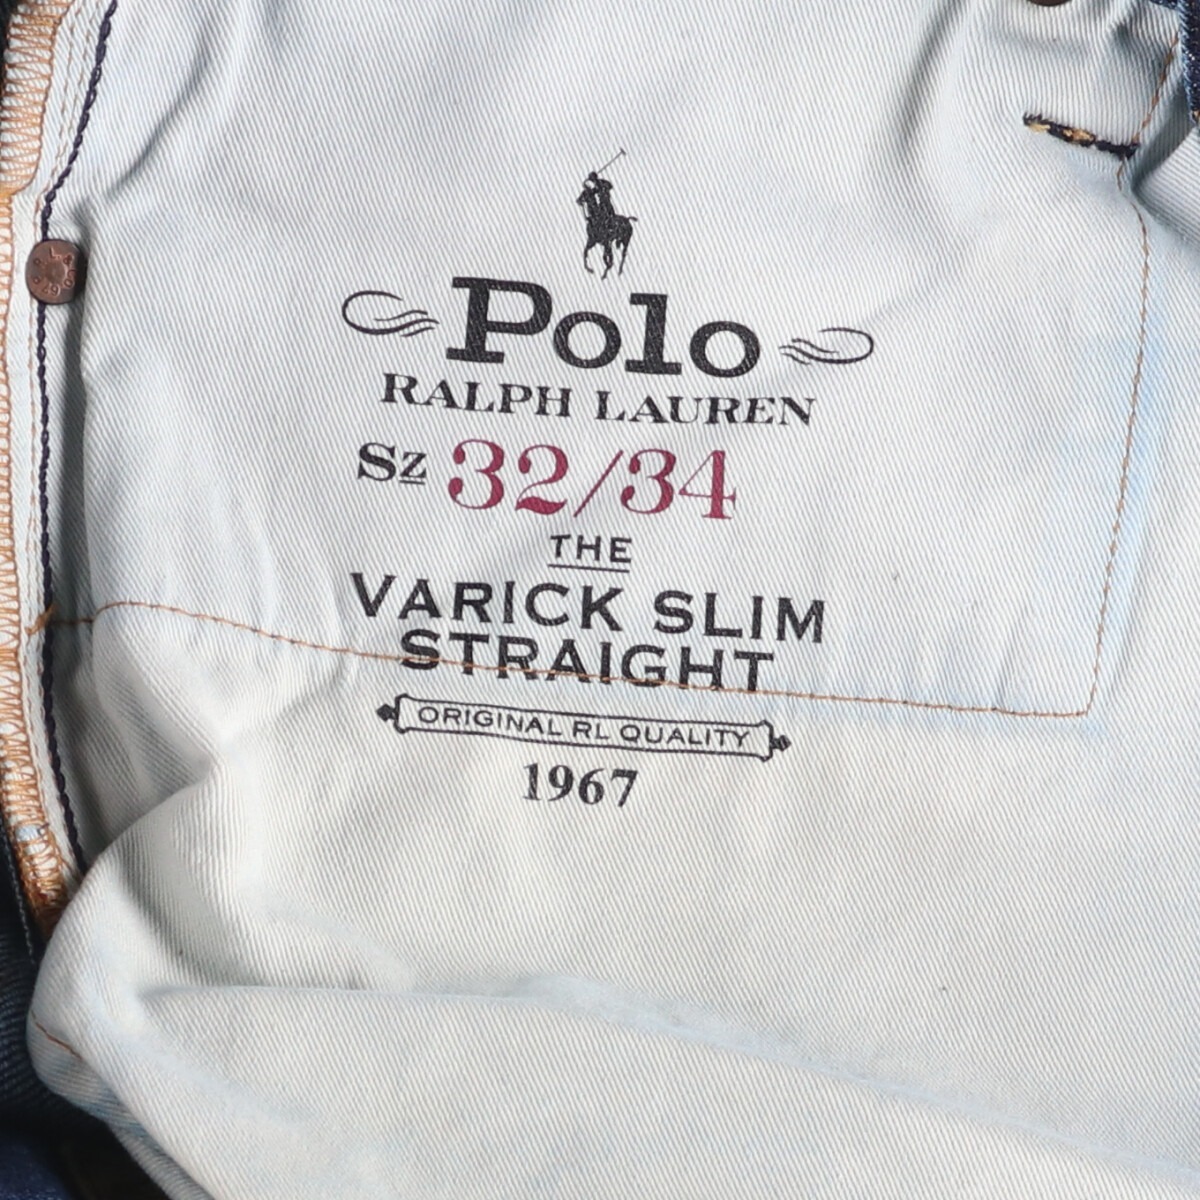 Polo
RALPH LAUREN
Sz 32/34
THE
VARICK SLIM
STRAIGHT
ORIGINAL RL QUALITY
1967